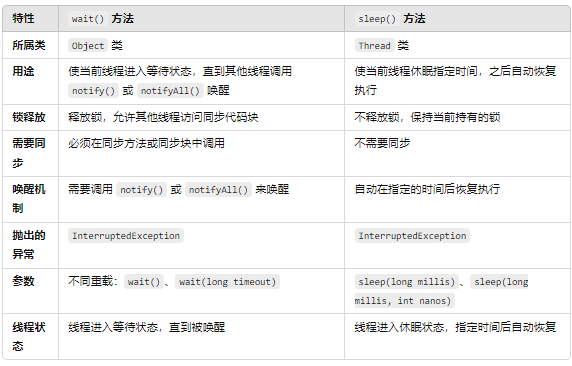 特性 wait() 方法 sleep() 方法
所属类 Object 类 Thread 类
用途 使当前线程进入等待状态，直到其他线程调用 使当前线程休眠指定时间，之后自动恢复
notify() 或 notifyAll() 唤醒 执行
锁释放 释放锁，允许其他线程访问同步代码块 不释放锁，保持当前持有的锁
需要同 必须在同步方法或同步块中调用 不需要同步
步
唤醒机 需要调用 notify() 或 notifyAll() 来唤醒 自动在指定的时间后恢复执行
制
抛出的 InterruptedException InterruptedException
异常
参数 不同重载：wait()、wait(long timeout) sleep(long millis)、sleep(long
millis, int nanos)
线程状 线程进入等待状态，直到被唤醒 线程进入休眠状态，指定时间后自动恢复
态